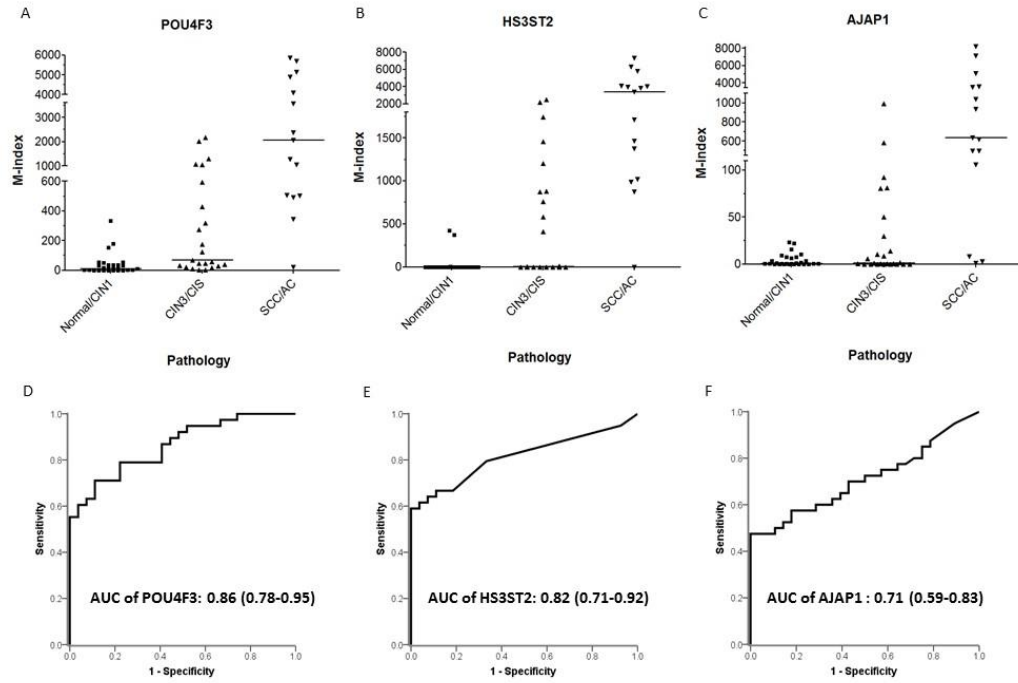 A
POU4F3
M-index
6000
5000
4000
3000
2000
1000
600
400
200
0
Normal/CIN1
CIN3/CIS
SCC/AC
Pathology
B
HS3ST2
M-index
8000
6000
4000
2000
1500
1000
500
0
Normal/CIN1
CIN3/CIS
SCC/AC
Pathology
C
AJAP1
M-index
8000
6000
4000
2000
1000
600
200
100
50
0
Normal/CIN1
CIN3/CIS
SCC/AC
Pathology
D
Sensitivity
1.0
0.8
0.6
0.4
0.2
0.0
AUC of POU4F3: 0.86 (0.78-0.95)
0.0 0.2 0.4 0.6 0.8 1.0
1 - Specificity
E
Sensitivity
1.0
0.8
0.6
0.4
0.2
0.0
AUC of HS3ST2: 0.82 (0.71-0.92)
0.0 0.2 0.4 0.6 0.8 1.0
1 - Specificity
F
Sensitivity
1.0
0.8
0.6
0.4
0.2
0.0
AUC of AJAP1 : 0.71 (0.59-0.83)
0.0 0.2 0.4 0.6 0.8 1.0
1 - Specificity